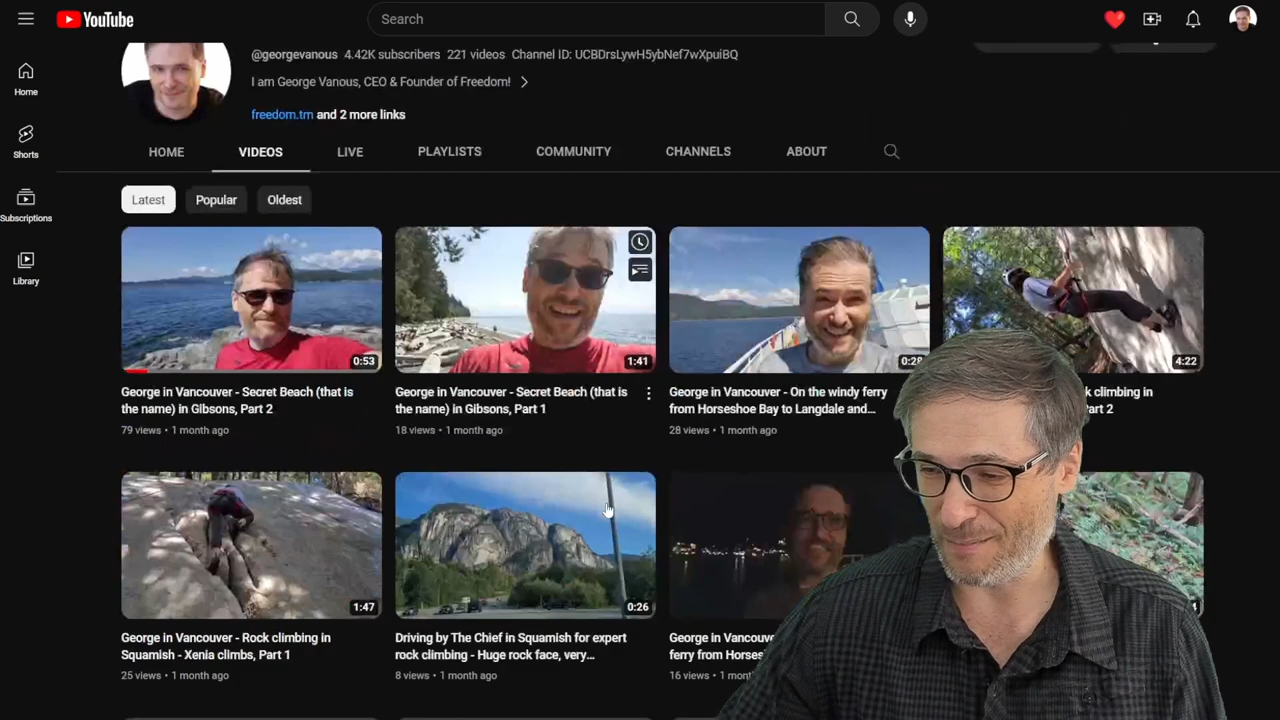 YouTube
Search
@georgevanous 4.42K subscribers 221 videos Channel ID: UCBDrsLywH5ybNef7wXpuiBQ
I am George Vanous, CEO & Founder of Freedom!
freedom.tm and 2 more links
Home
Shorts
Subscriptions
Library
HOME VIDEOS LIVE PLAYLISTS COMMUNITY CHANNELS ABOUT
Latest Popular Oldest
0:53
1:41
0:28
4:22
George in Vancouver - Secret Beach (that is
the name) in Gibsons, Part 2
79 views • 1 month ago
George in Vancouver - Secret Beach (that is
the name) in Gibsons, Part 1
18 views • 1 month ago
George in Vancouver - On the windy ferry
from Horseshoe Bay to Langdale and...
28 views • 1 month ago
climbing in
Part 2
1:47
0:26
George in Vancouver - Rock climbing in
Squamish - Xenia climbs, Part 1
25 views • 1 month ago
Driving by The Chief in Squamish for expert
rock climbing - Huge rock face, very...
8 views • 1 month ago
George in
ferry from
16 views • 1 month